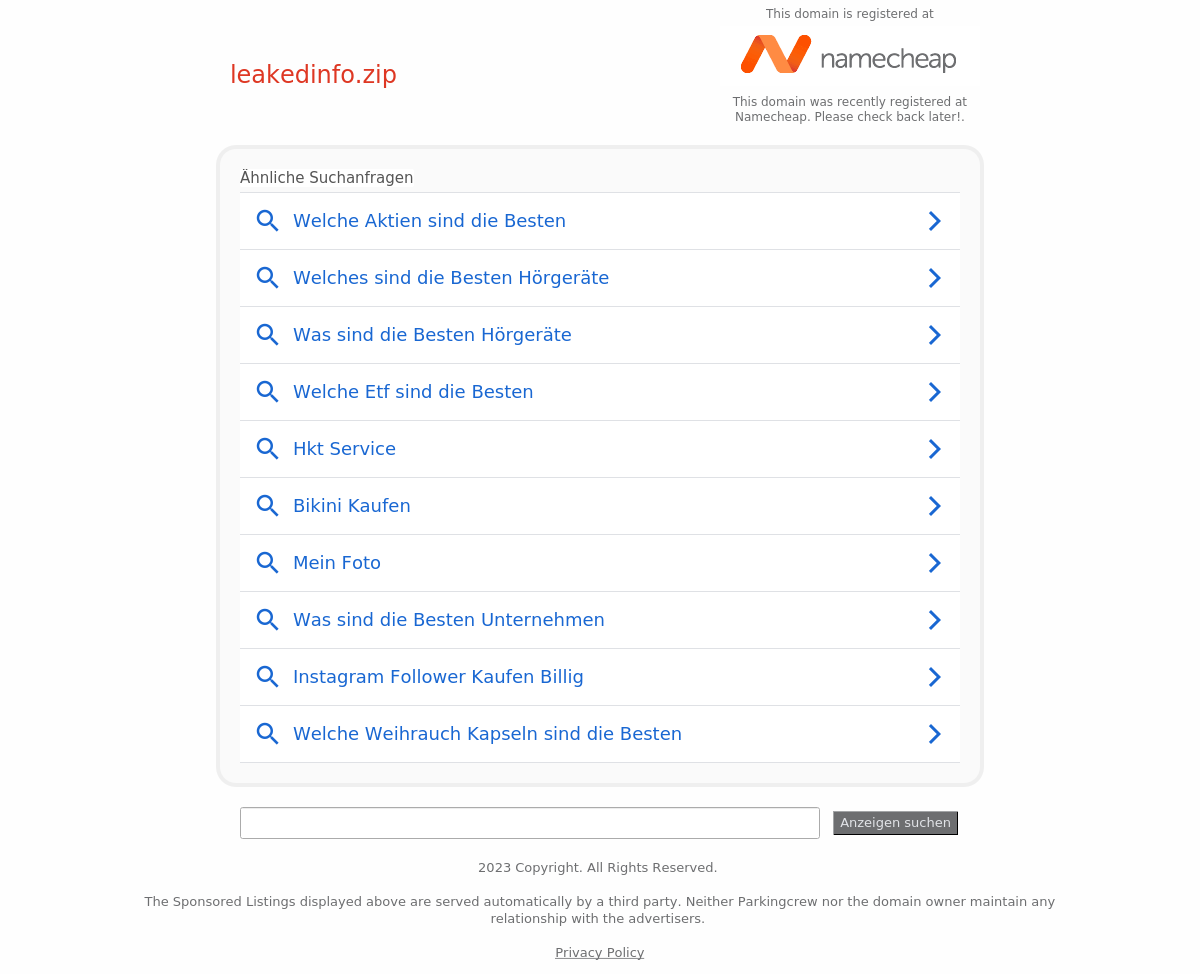 This domain is registered at
namecheap
leakedinfo.zip
This domain was recently registered at
Namecheap. Please check back later!.
Ähnliche Suchanfragen
Welche Aktien sind die Besten
Welches sind die Besten Hörgeräte
Was sind die Besten Hörgeräte
Welche Etf sind die Besten
Hkt Service
Bikini Kaufen
Mein Foto
Was sind die Besten Unternehmen
Instagram Follower Kaufen Billig
Welche Weihrauch Kapseln sind die Besten
Anzeigen suchen
2023 Copyright. All Rights Reserved.
The Sponsored Listings displayed above are served automatically by a third party. Neither Parkingcrew nor the domain owner maintain any
relationship with the advertisers.
Privacy Policy